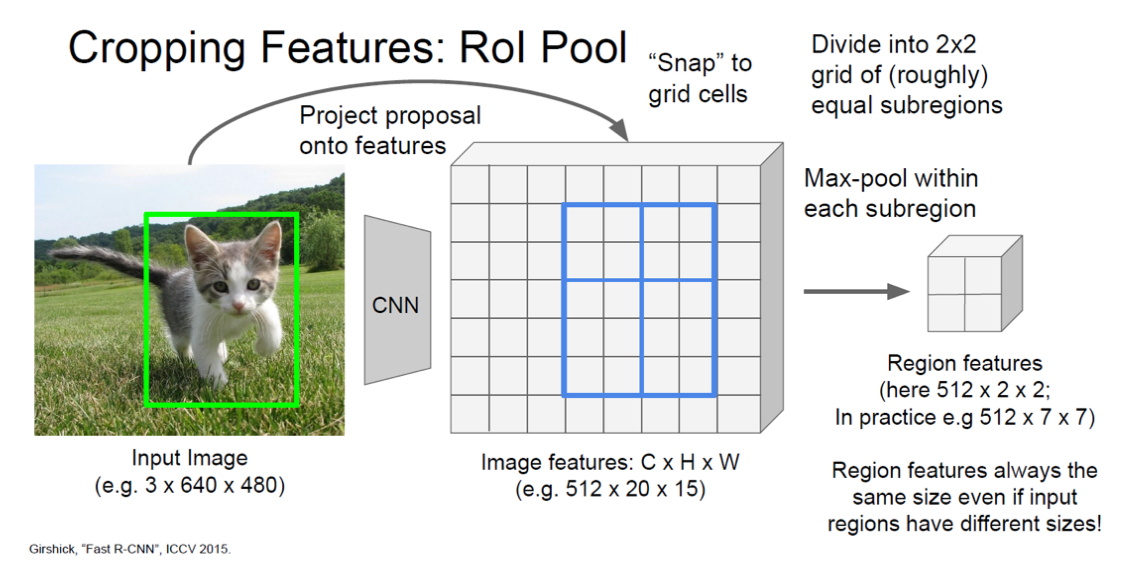 Cropping Features: RoI Pool
“Snap” to
grid cells
Divide into 2x2
grid of (roughly)
equal subregions
Project proposal
onto features
Max-pool within
each subregion
CNN
Input Image
(e.g. 3 x 640 x 480)
Image features: C x H x W
(e.g. 512 x 20 x 15)
Region features
(here 512 x 2 x 2;
In practice e.g 512 x 7 x 7)
Region features always the
same size even if input
regions have different sizes!
Girshick, “Fast R-CNN”, ICCV 2015.